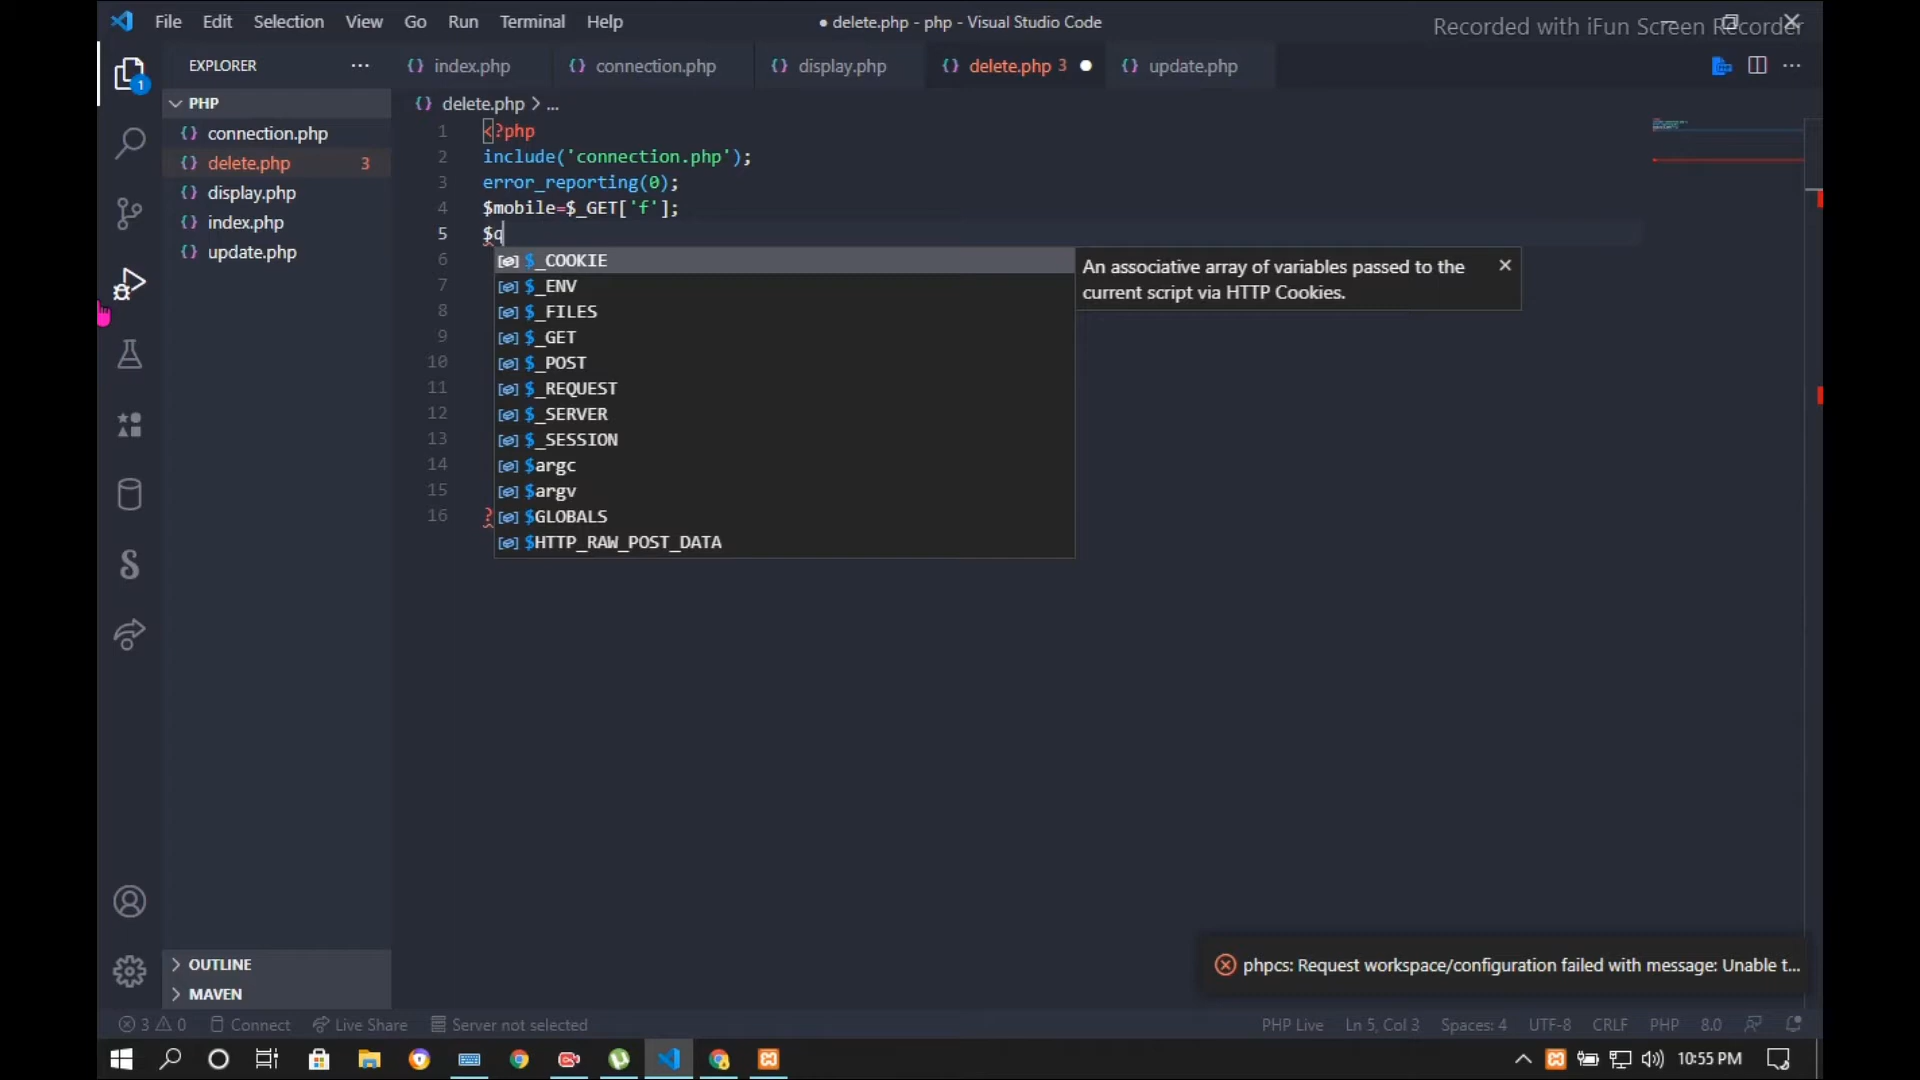 File Edit Selection View Go Run Terminal Help
● delete.php - php - Visual Studio Code
Recorded with iFun Screen Recorder
EXPLORER ...
index.php connection.php display.php delete.php 3 update.php
1
PHP
connection.php
delete.php 3
display.php
index.php
update.php
delete.php > ...
1 <?php
2 include('connection.php');
3 error_reporting(0);
4 $mobile=$_GET['f'];
5 $q
6
7
8
9
10
11
12
13
14
15
16 ?
$_COOKIE
$_ENV
$_FILES
$_GET
$_POST
$_REQUEST
$_SERVER
$_SESSION
$argc
$argv
$GLOBALS
$HTTP_RAW_POST_DATA
An associative array of variables passed to the
current script via HTTP Cookies.
OUTLINE
MAVEN
phpcs: Request workspace/configuration failed with message: Unable t...
3 0 Connect Live Share Server not selected
PHP Live Ln 5, Col 3 Spaces: 4 UTF-8 CRLF PHP 8.0
10:55 PM